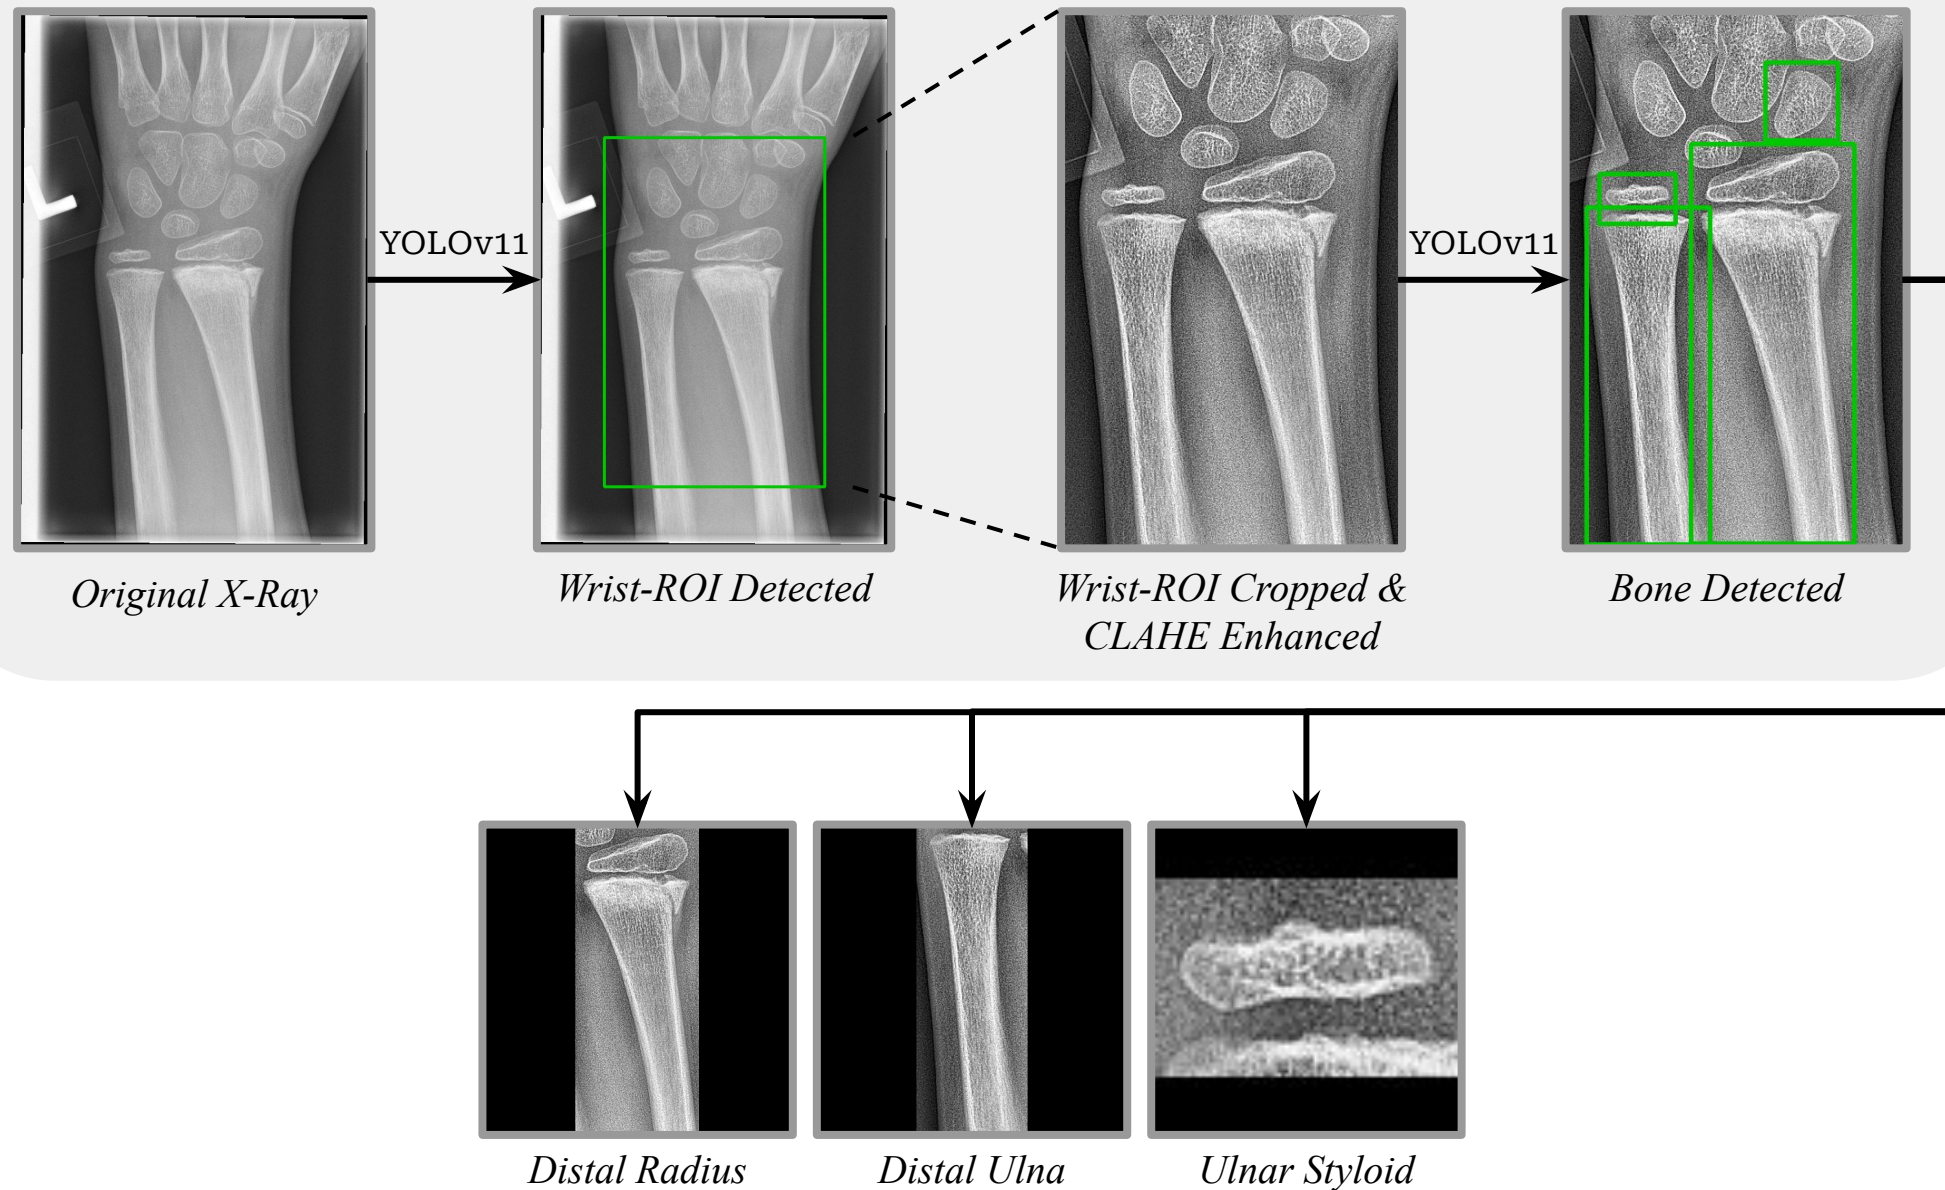 L
L
YOLOv11
YOLOv11
Original X-Ray
Wrist-ROI Detected
Wrist-ROI Cropped &
CLAHE Enhanced
Bone Detected
Distal Radius
Distal Ulna
Ulnar Styloid